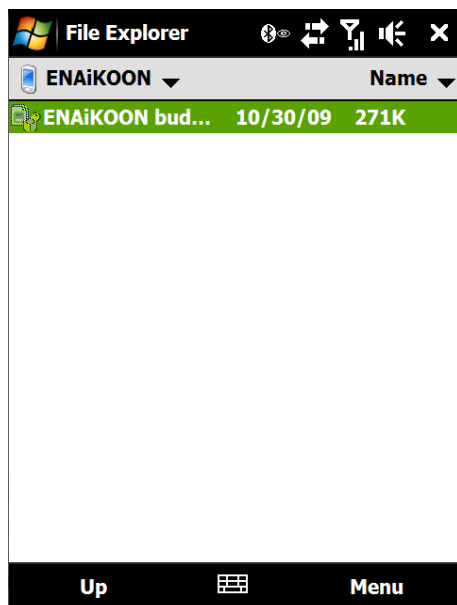 File Explorer
ENAiKOON Name
ENAiKOON bud... 10/30/09 271K
Up Menu